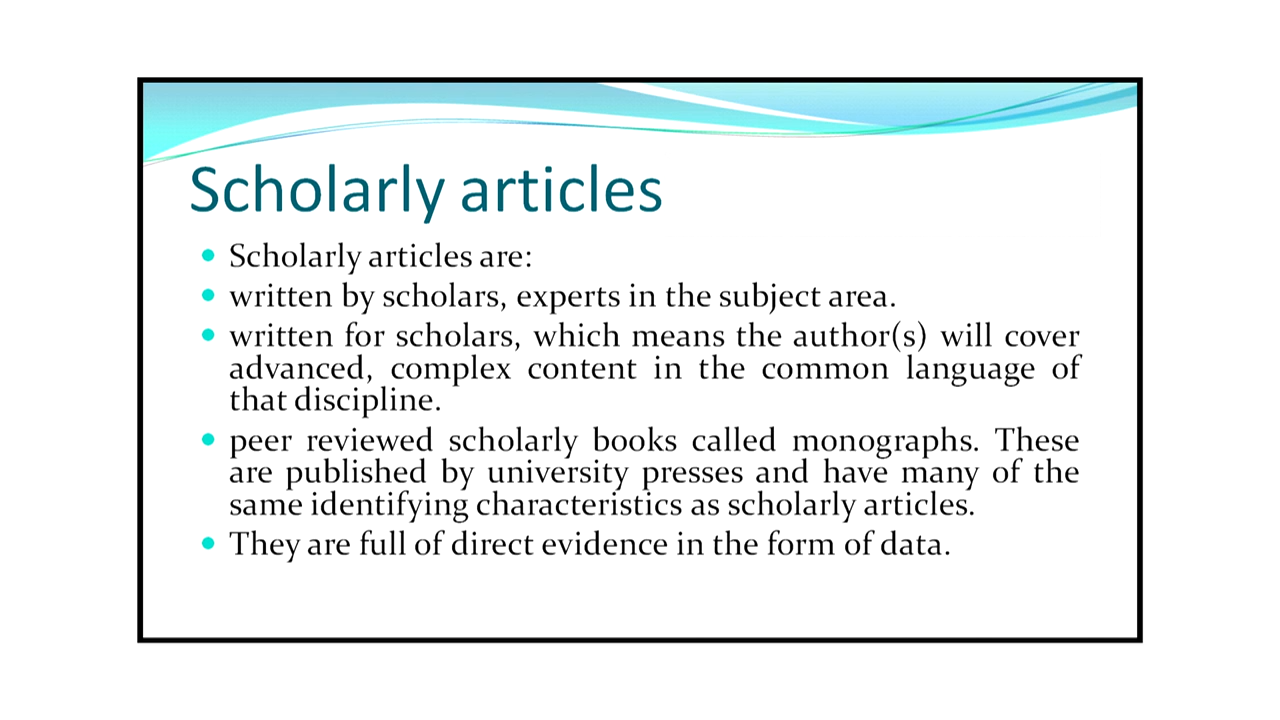 Scholarly articles
Scholarly articles are:
written by scholars, experts in the subject area.
written for scholars, which means the author(s) will cover
advanced, complex content in the common language of
that discipline.
peer reviewed scholarly books called monographs. These
are published by university presses and have many of the
same identifying characteristics as scholarly articles.
They are full of direct evidence in the form of data.